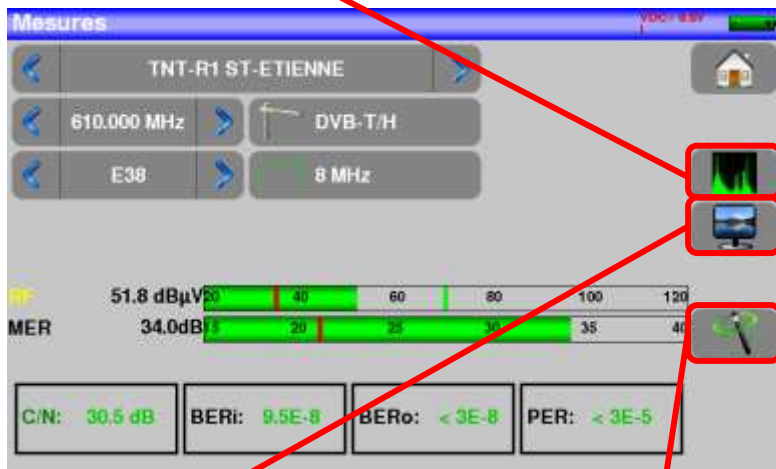 Mesures VDC: 0.0V
TNT-R1 ST-ETIENNE
610.000 MHz DVB-T/H
E38 8 MHz
RF 51.8 dBµV 20 40 60 80 100 120
MER 34.0dB 15 20 25 30 35 40
C/N: 30.5 dB BERi: 9.5E-8 BERo: < 3E-8 PER: < 3E-5